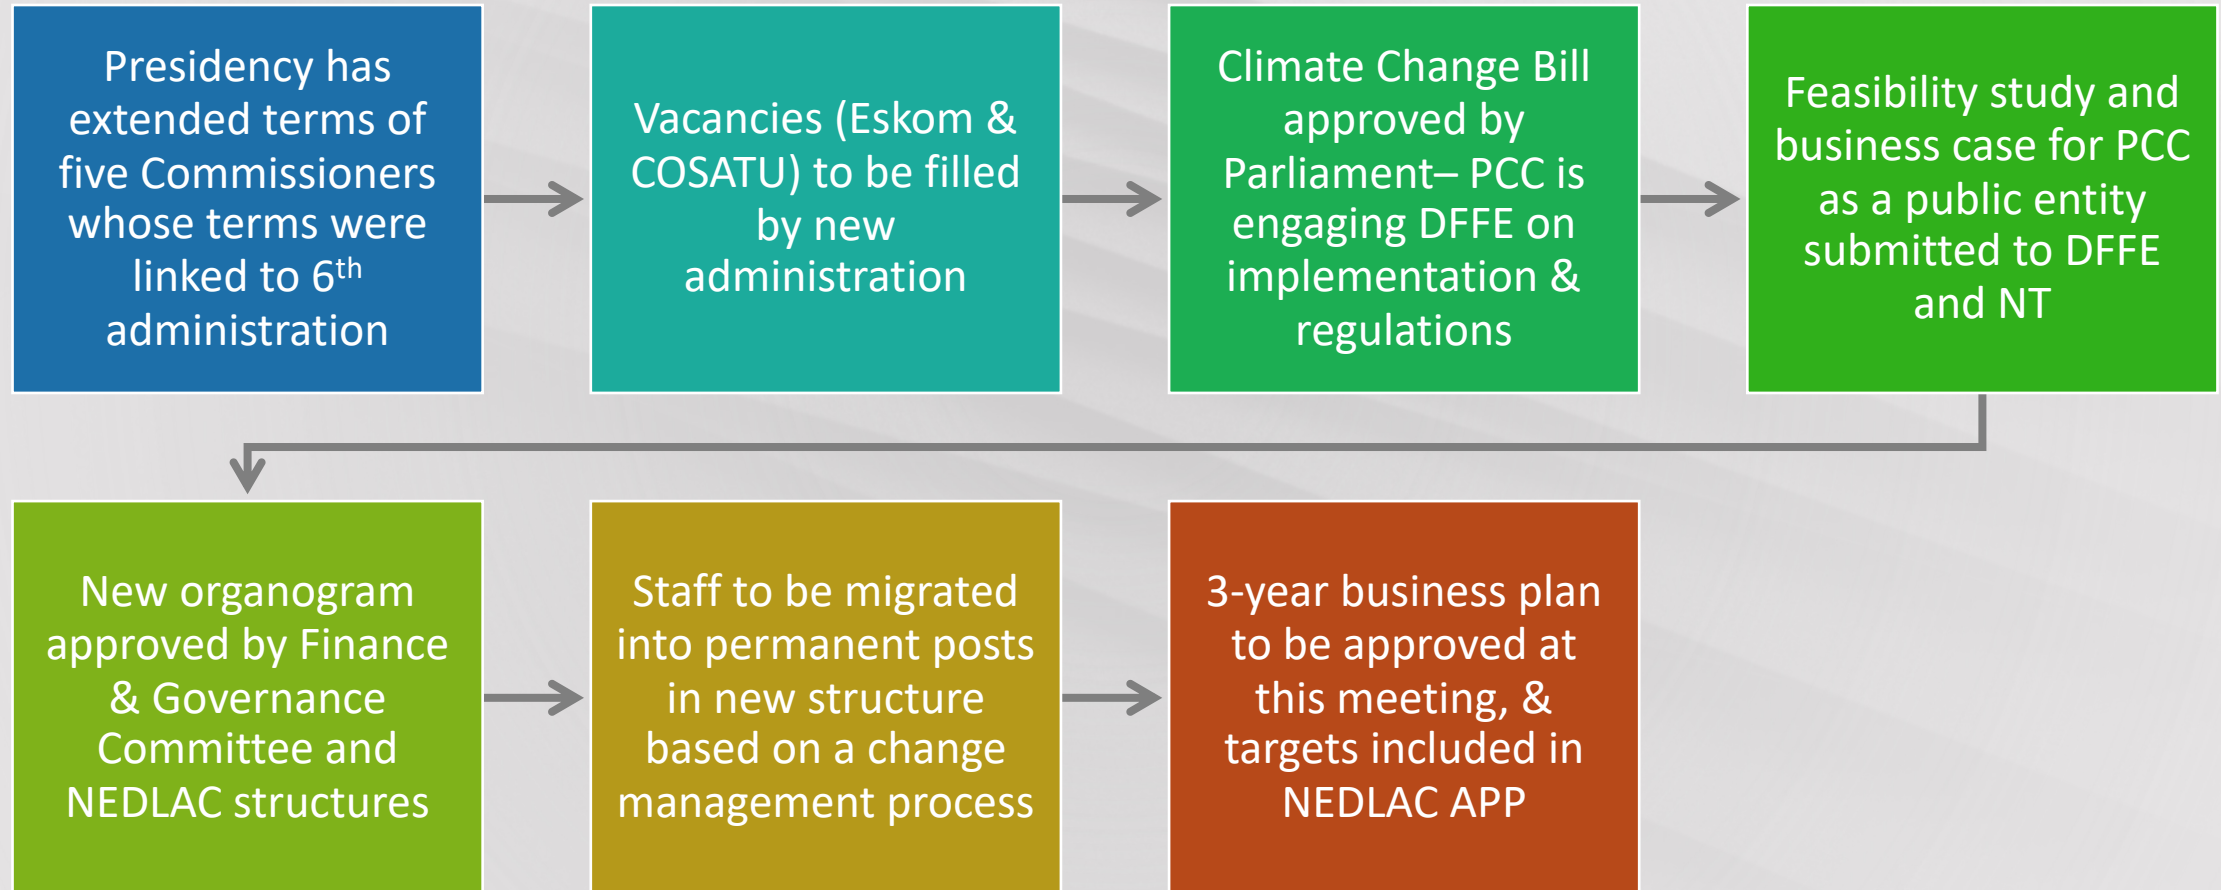 Presidency has
extended terms of
five Commissioners
whose terms were
linked to 6th
administration
Vacancies (Eskom &
COSATU) to be filled
by new
administration
Climate Change Bill
approved by
Parliament– PCC is
engaging DFFE on
implementation &
regulations
Feasibility study and
business case for PCC
as a public entity
submitted to DFFE
and NT
New organogram
approved by Finance
& Governance
Committee and
NEDLAC structures
Staff to be migrated
into permanent posts
in new structure
based on a change
management process
3-year business plan
to be approved at
this meeting, &
targets included in
NEDLAC APP